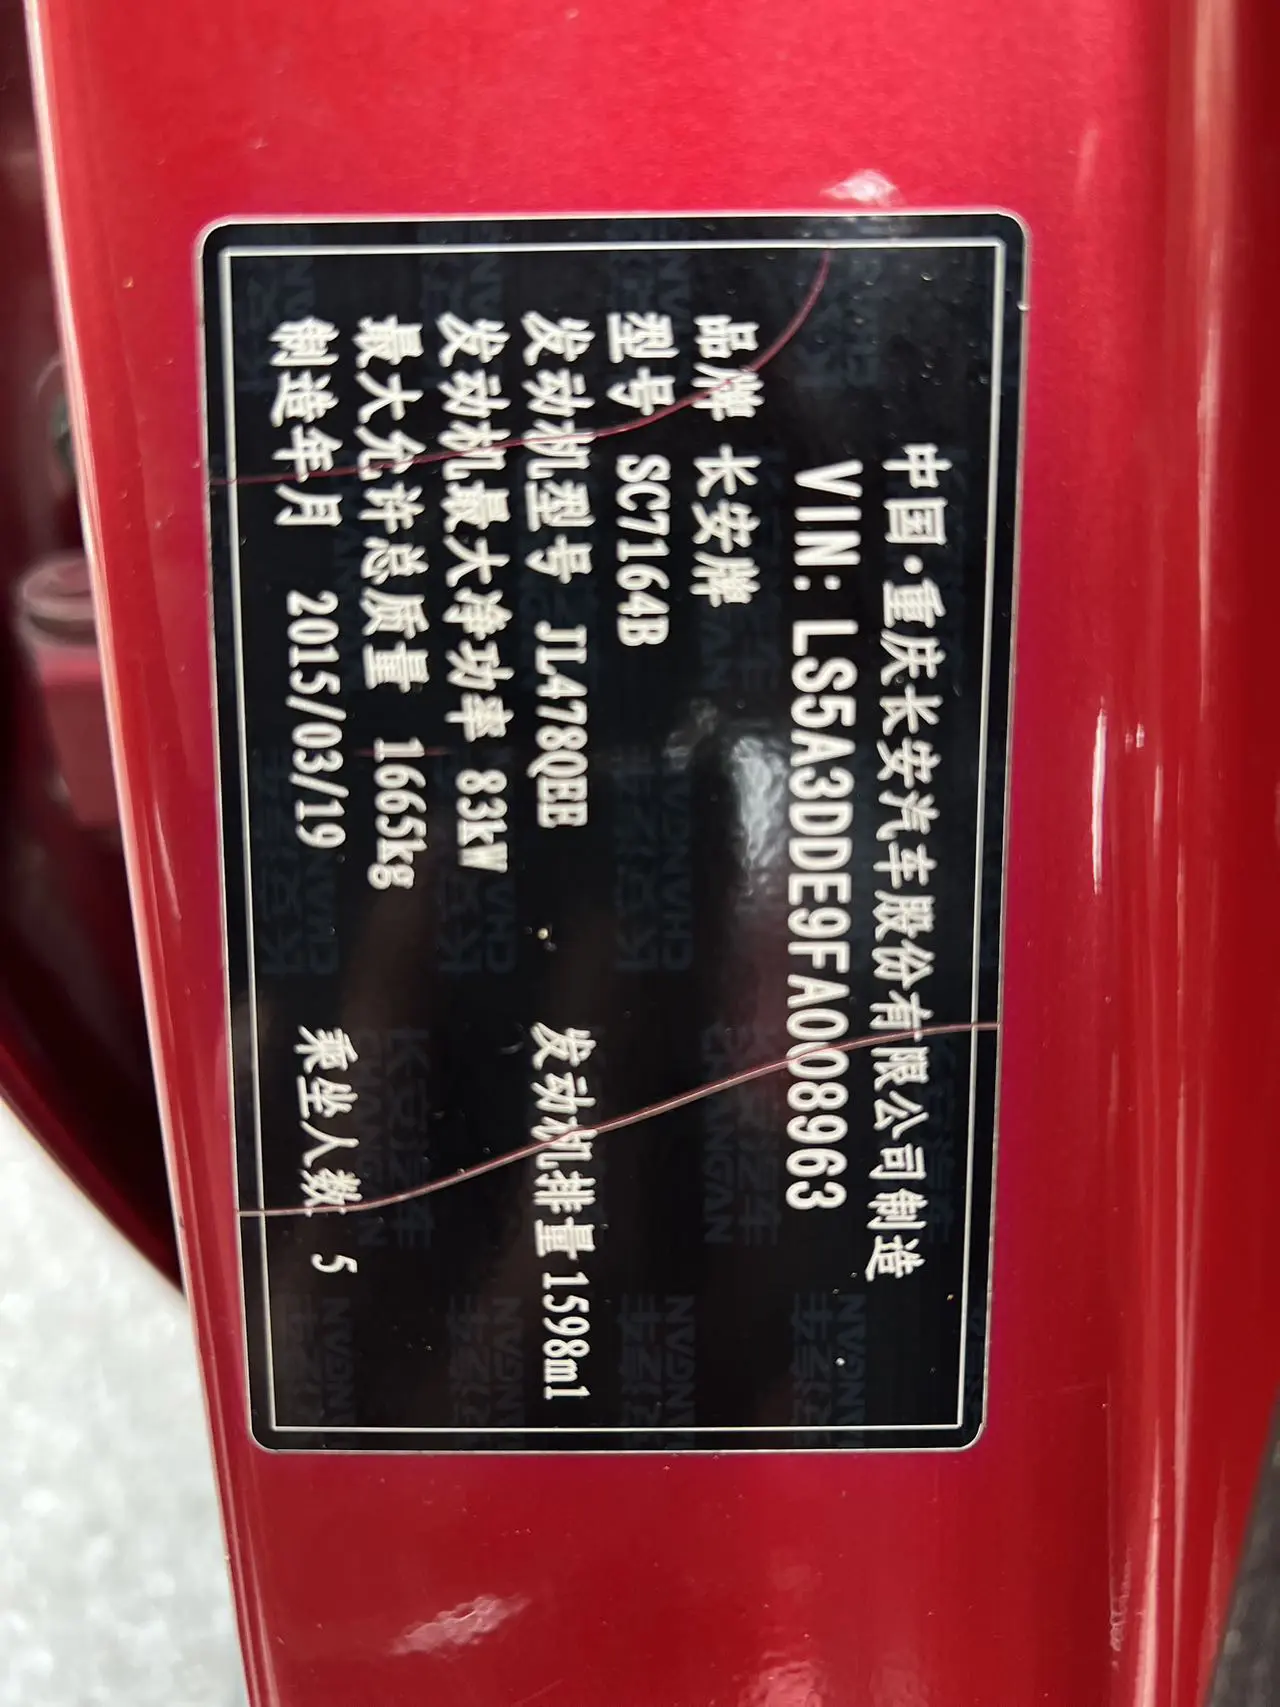 中国·重庆长安汽车股份有限公司制造
VIN: LS5A3DDE9FA008963
品牌 长安牌
型号 SC7164B
发动机型号 JL478QEE 发动机排量 1598ml
发动机最大净功率 83kW
最大允许总质量 1665kg
制造年月 2015/03/19 乘坐人数 5